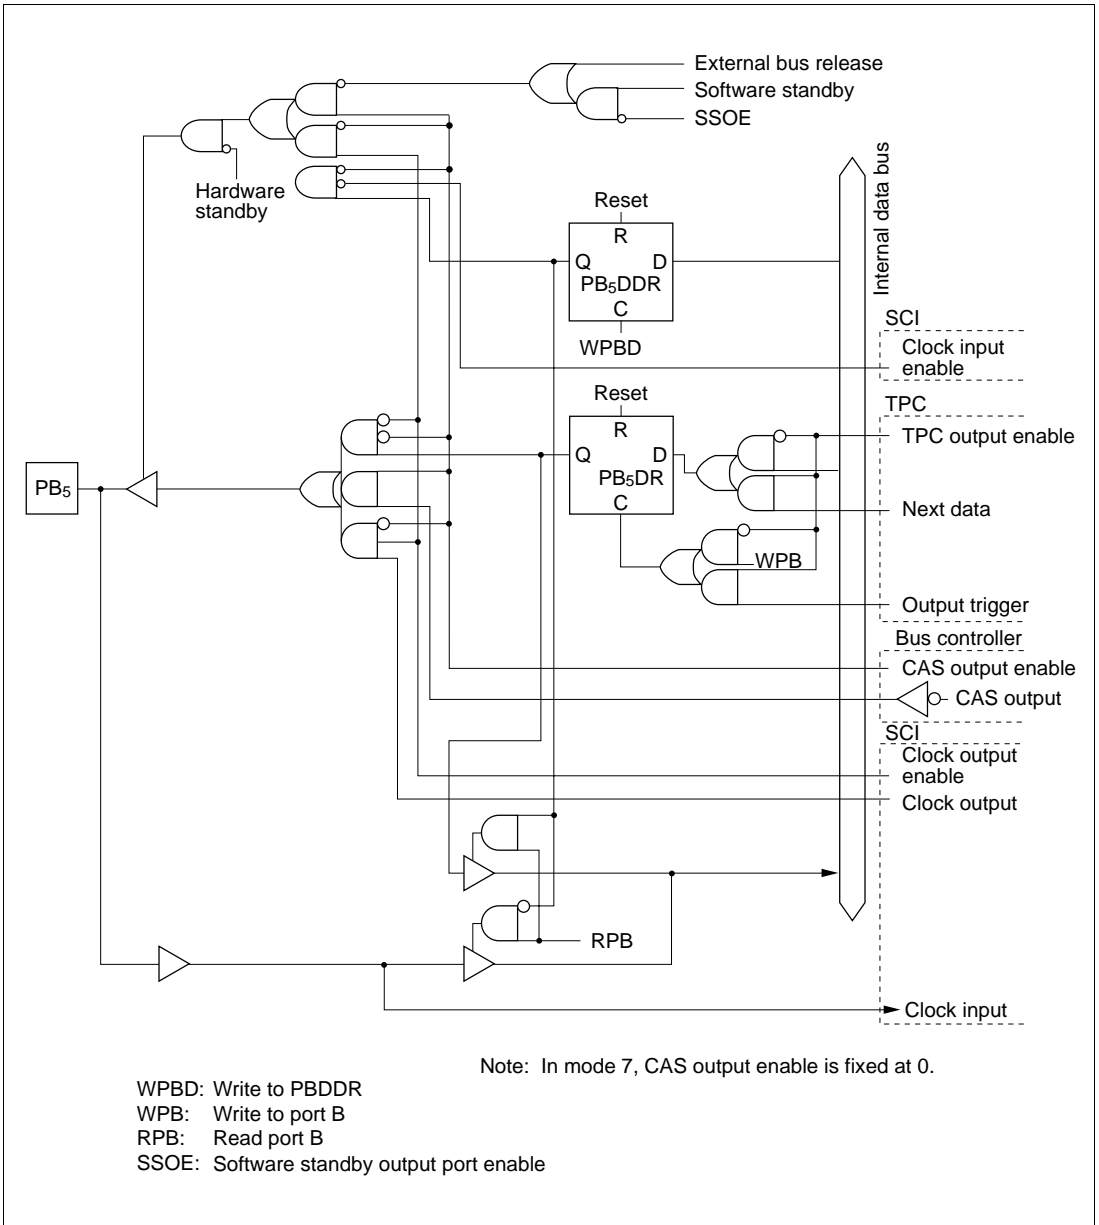 External bus release
Software standby
SSOE
Hardware
standby
Internal data bus
Reset
R
Q D
PB5DDR
C
WPBD
SCI
Clock input
enable
Reset
R
Q D
PB5DR
C
TPC
TPC output enable
Next data
WPB
Output trigger
PB5
Bus controller
CAS output enable
CAS output
SCI
Clock output
enable
Clock output
RPB
Clock input
Note: In mode 7, CAS output enable is fixed at 0.
WPBD: Write to PBDDR
WPB: Write to port B
RPB: Read port B
SSOE: Software standby output port enable